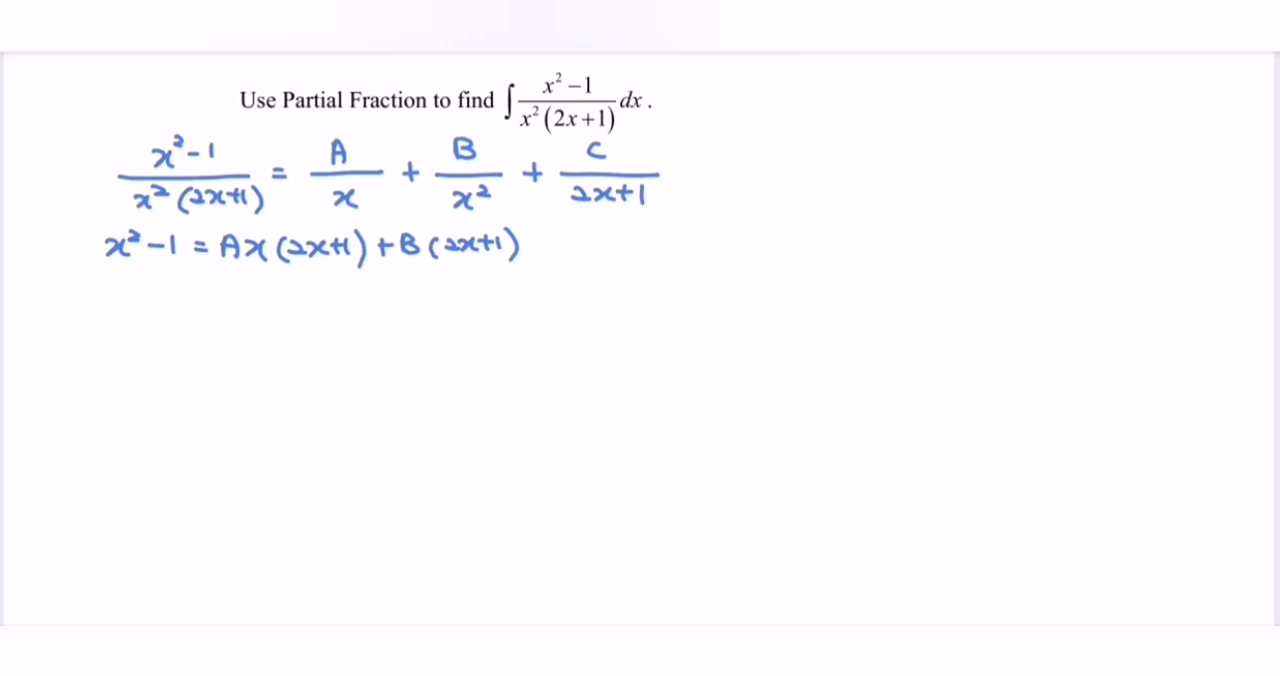 Use Partial Fraction to find ∫ (x² − 1)/(x²(2x+1)) dx .
(x² − 1)/(x²(2x+1)) = A/x + B/x² + C/(2x+1)
x² − 1 = Ax(2x+1) + B(2x+1)